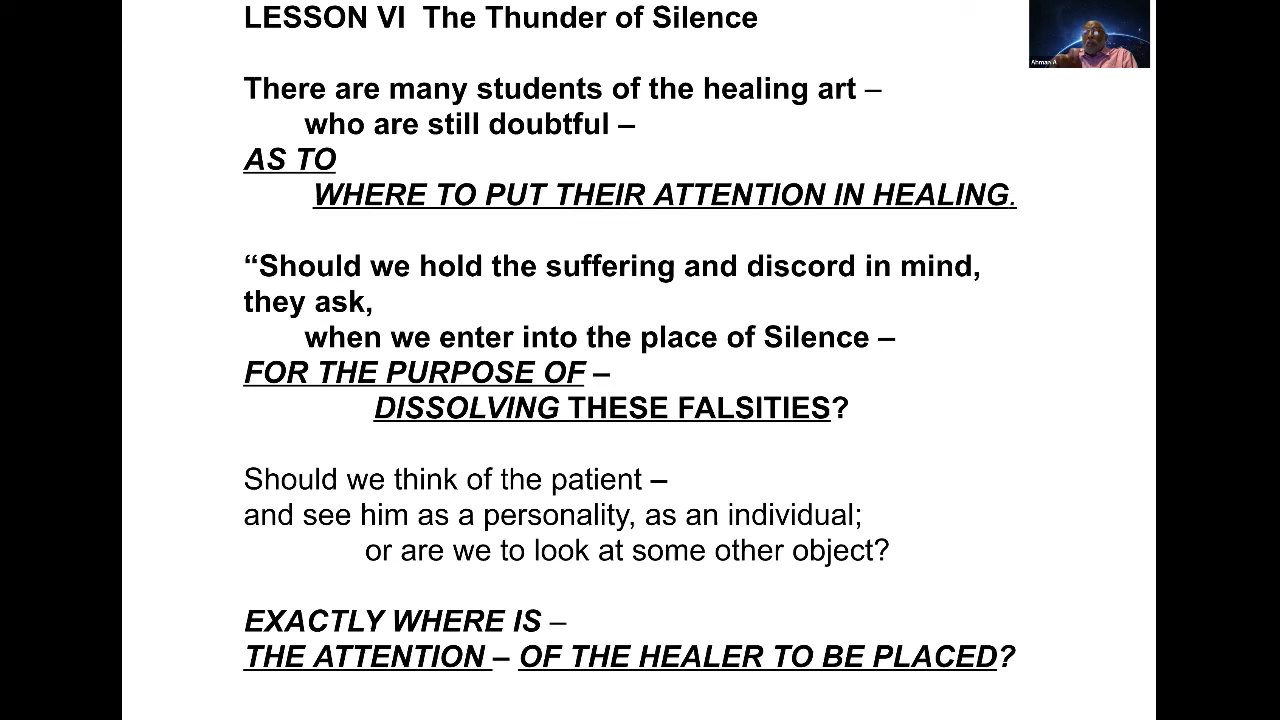 LESSON VI  The Thunder of Silence
Ahman A
There are many students of the healing art –
who are still doubtful –
AS TO
WHERE TO PUT THEIR ATTENTION IN HEALING.
“Should we hold the suffering and discord in mind,
they ask,
when we enter into the place of Silence –
FOR THE PURPOSE OF –
DISSOLVING THESE FALSITIES?
Should we think of the patient –
and see him as a personality, as an individual;
or are we to look at some other object?
EXACTLY WHERE IS –
THE ATTENTION – OF THE HEALER TO BE PLACED?